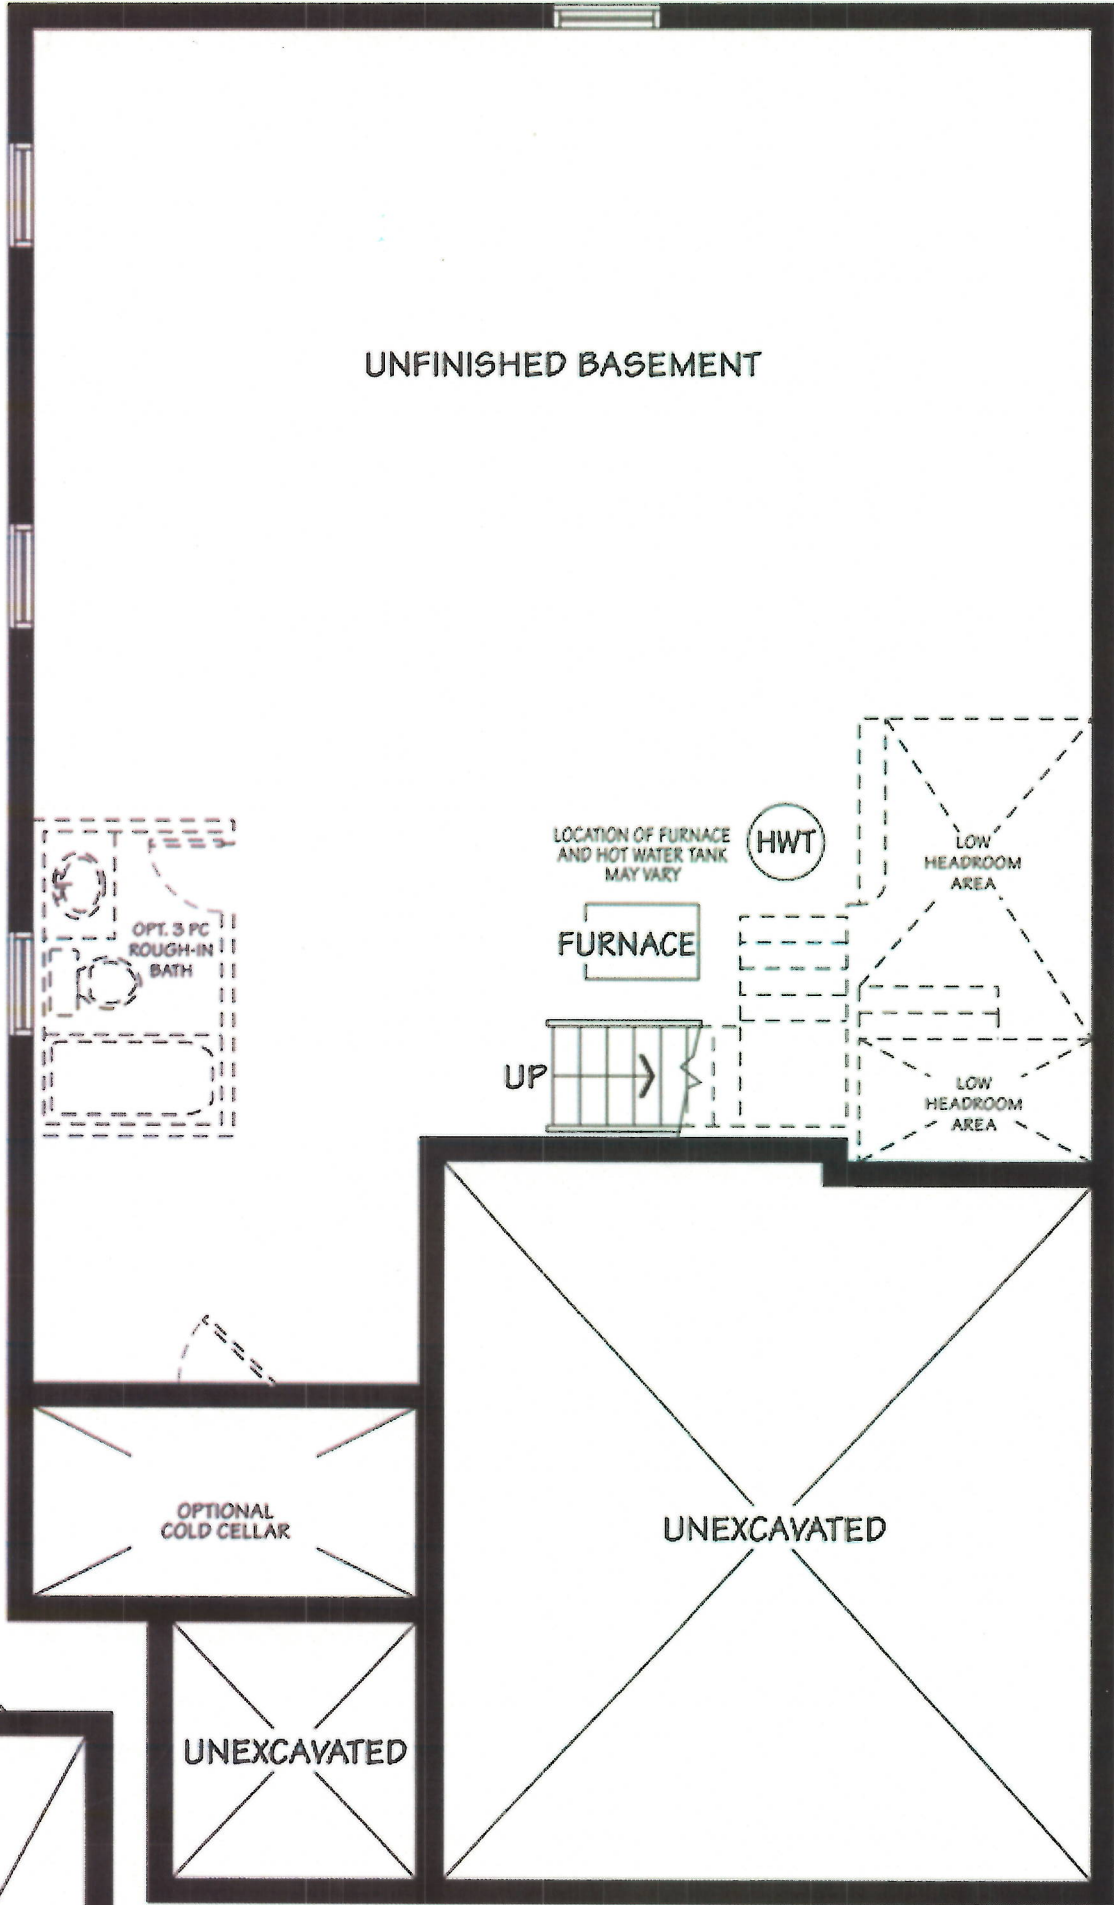 UNFINISHED BASEMENT
LOCATION OF FURNACE
AND HOT WATER TANK
MAY VARY
HWT
LOW
HEADROOM
AREA
OPT. 3 PC
ROUGH-IN
BATH
FURNACE
UP
LOW
HEADROOM
AREA
OPTIONAL
COLD CELLAR
UNEXCAVATED
UNEXCAVATED